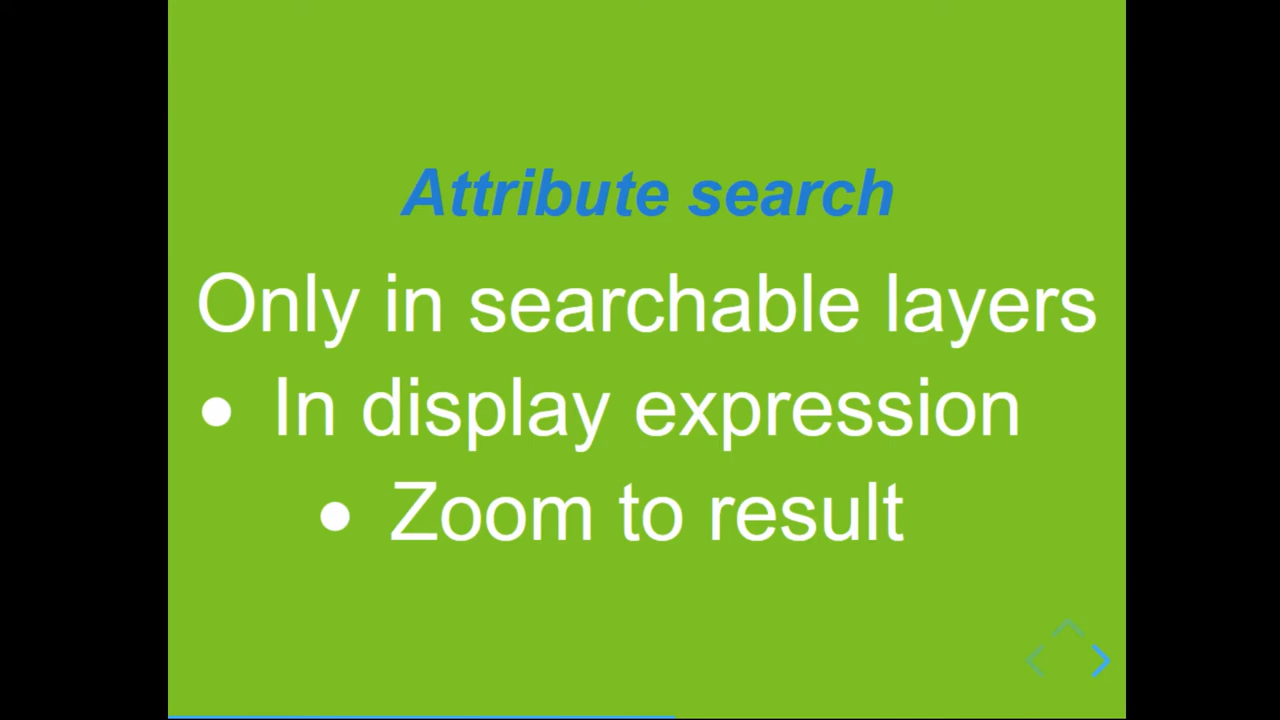 Attribute search
Only in searchable layers
• In display expression
• Zoom to result